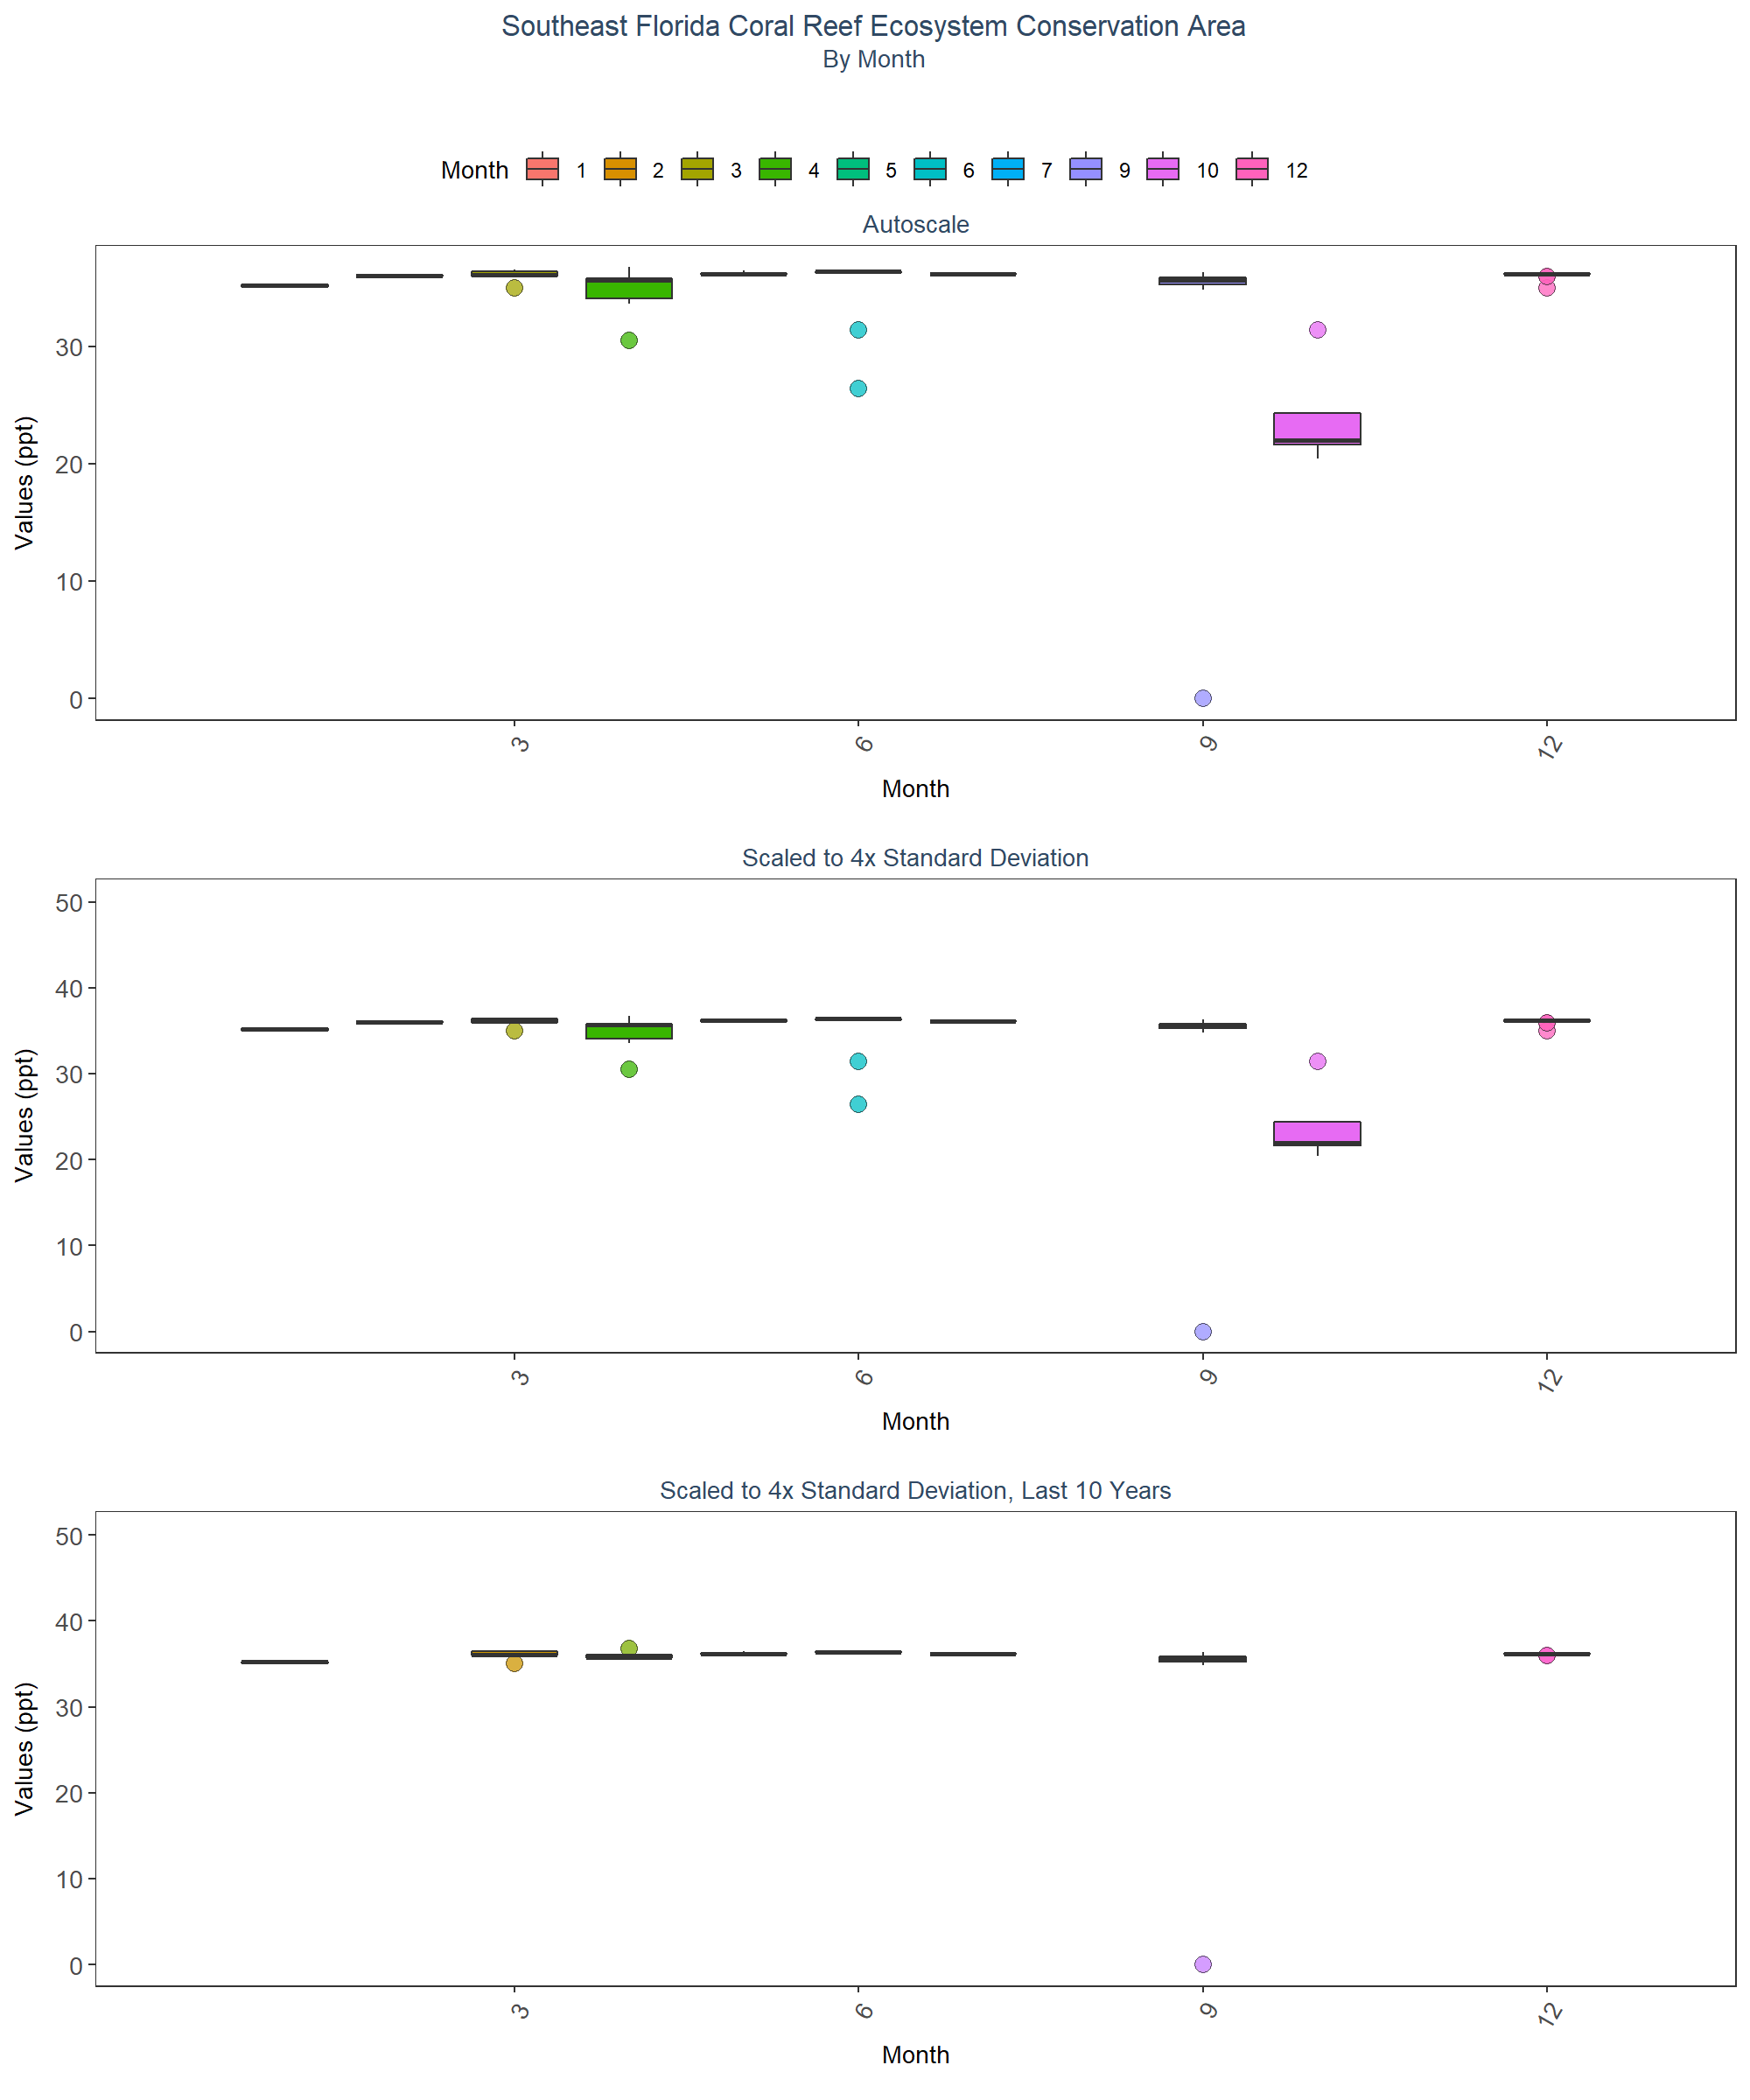 Southeast Florida Coral Reef Ecosystem Conservation Area
By Month
Month 1 2 3 4 5 6 7 9 10 12
Autoscale
Values (ppt)
30
20
10
0
3 6 9 12
Month
Scaled to 4x Standard Deviation
Values (ppt)
50
40
30
20
10
0
3 6 9 12
Month
Scaled to 4x Standard Deviation, Last 10 Years
Values (ppt)
50
40
30
20
10
0
3 6 9 12
Month